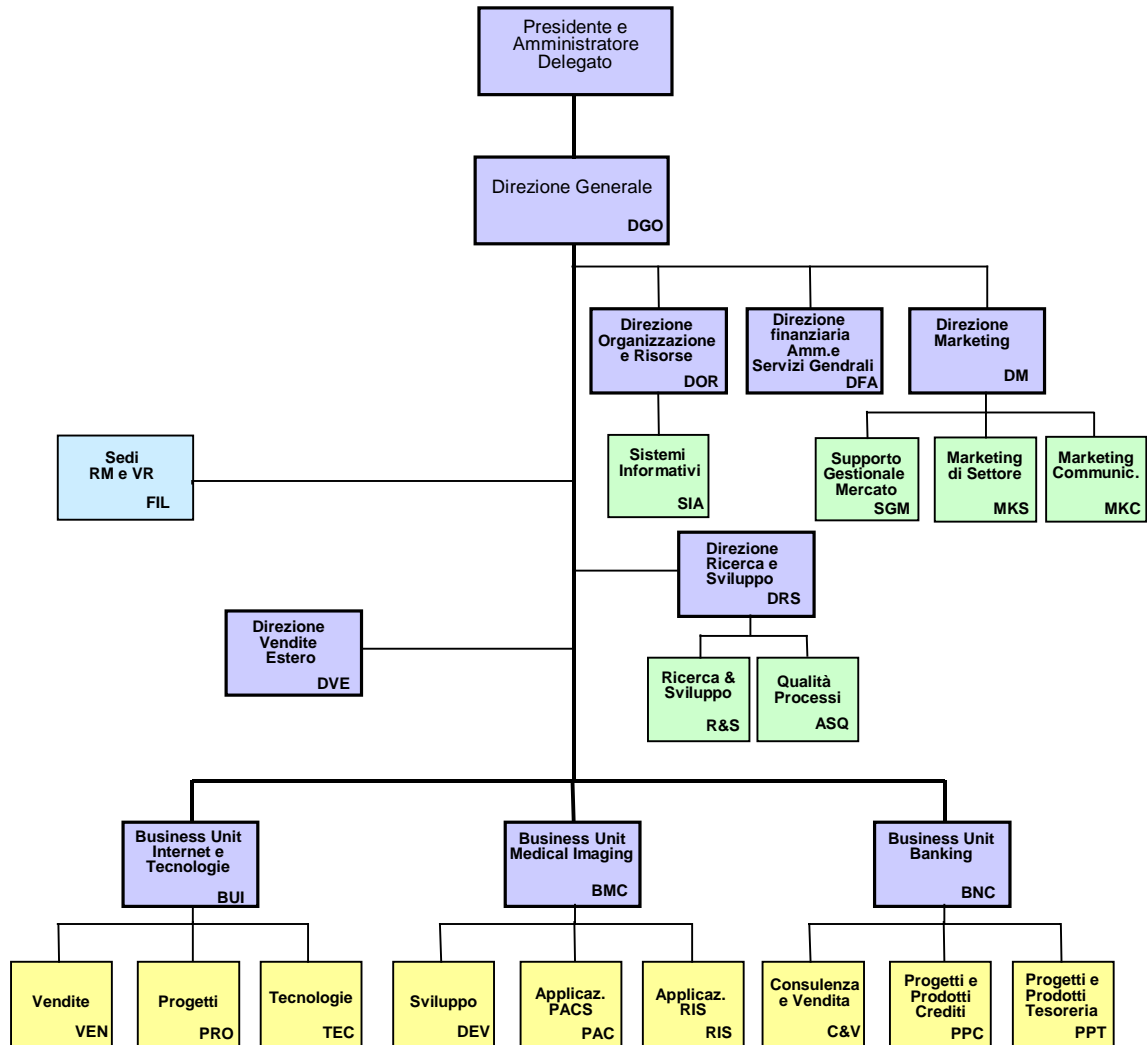 Presidente e
Amministratore
Delegato
Direzione Generale
DGO
Direzione
Organizzazione
e Risorse
DOR
Direzione
finanziaria
Amm.e
Servizi Gendrali
DFA
Direzione
Marketing
DM
Sedi
RM e VR
FIL
Sistemi
Informativi
SIA
Supporto
Gestionale
Mercato
SGM
Marketing
di Settore
MKS
Marketing
Communic.
MKC
Direzione
Ricerca e
Sviluppo
DRS
Direzione
Vendite
Estero
DVE
Ricerca &
Sviluppo
R&S
Qualità
Processi
ASQ
Business Unit
Internet e
Tecnologie
BUI
Business Unit
Medical Imaging
BMC
Business Unit
Banking
BNC
Vendite
VEN
Progetti
PRO
Tecnologie
TEC
Sviluppo
DEV
Applicaz.
PACS
PAC
Applicaz.
RIS
RIS
Consulenza
e Vendita
C&V
Progetti e
Prodotti
Crediti
PPC
Progetti e
Prodotti
Tesoreria
PPT